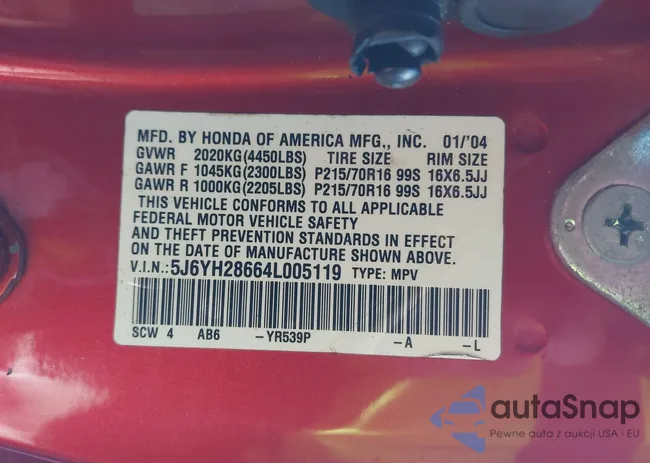 MFD. BY HONDA OF AMERICA MFG,, INC. 01/'04
GVWR 2020KG(4450LBS) TIRE SIZE RIM SIZE
GAWR F 1045KG(2300LBS) P215/70R16 99S 16X6.5JJ
GAWR R 1000KG(2205LBS) P215/70R16 99S 16X6.5JJ
THIS VEHICLE CONFORMS TO ALL APPLICABLE
FEDERAL MOTOR VEHICLE SAFETY
AND THEFT PREVENTION STANDARDS IN EFFECT
ON THE DATE OF MANUFACTURE SHOWN ABOVE.
V.I.N.:5J6YH28664L005119 TYPE: MPV
SCW 4 AB6 -YR539P -A -L
autaSnap
Pewne auta z aukcji USA i EU